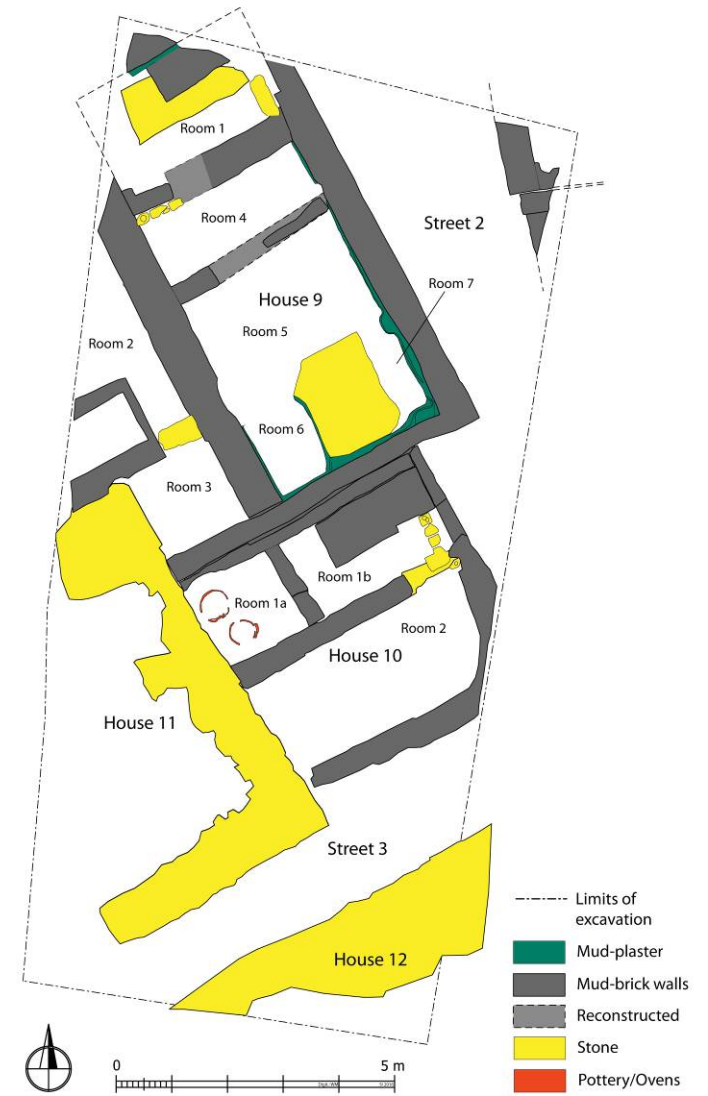 Room 1
Room 4
Street 2
Room 7
House 9
Room 5
Room 2
Room 6
Room 3
Room 1b
Room 1a
Room 2
House 10
House 11
Street 3
House 12
Limits of
excavation
Mud-plaster
Mud-brick walls
Reconstructed
Stone
Pottery/Ovens
0
5 m